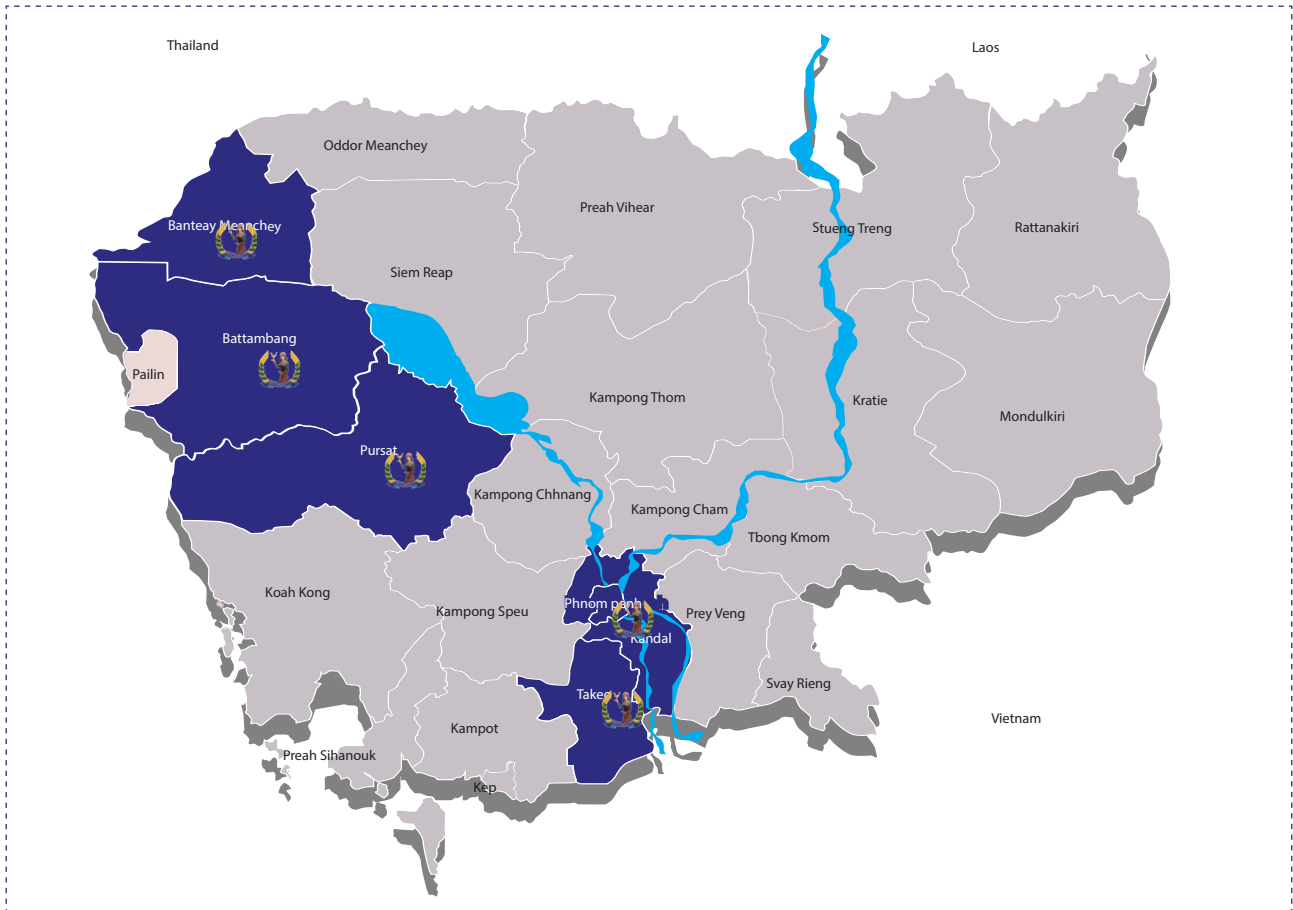 Thailand
Laos
Oddor Meanchey
Preah Vihear
Banteay Meanchey
Stueng Treng
Rattanakiri
Siem Reap
Battambang
Pailin
Kampong Thom
Kratie
Mondulkiri
Pursat
Kampong Chhnang
Kampong Cham
Tbong Kmom
Koah Kong
Kampong Speu
Phnom panh
Prey Veng
Kandal
Svay Rieng
Takeo
Vietnam
Kampot
Preah Sihanouk
Kep